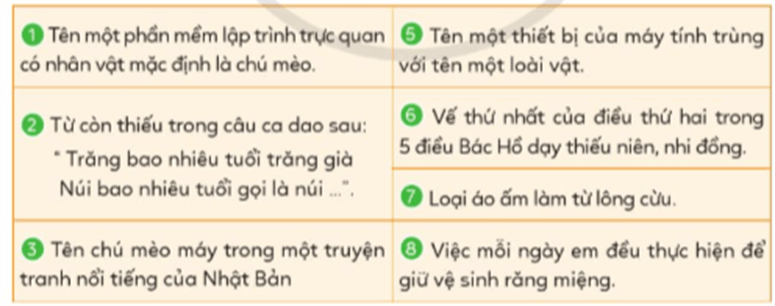 1 Tên một phần mềm lập trình trực quan
có nhân vật mặc định là chú mèo.
2 Từ còn thiếu trong câu ca dao sau:
" Trăng bao nhiêu tuổi trăng già
Núi bao nhiêu tuổi gọi là núi ...".
3 Tên chú mèo máy trong một truyện
tranh nổi tiếng của Nhật Bản
5 Tên một thiết bị của máy tính trùng
với tên một loài vật.
6 Vế thứ nhất của điều thứ hai trong
5 điều Bác Hồ dạy thiếu niên, nhi đồng.
7 Loại áo ấm làm từ lông cừu.
8 Việc mỗi ngày em đều thực hiện để
giữ vệ sinh răng miệng.